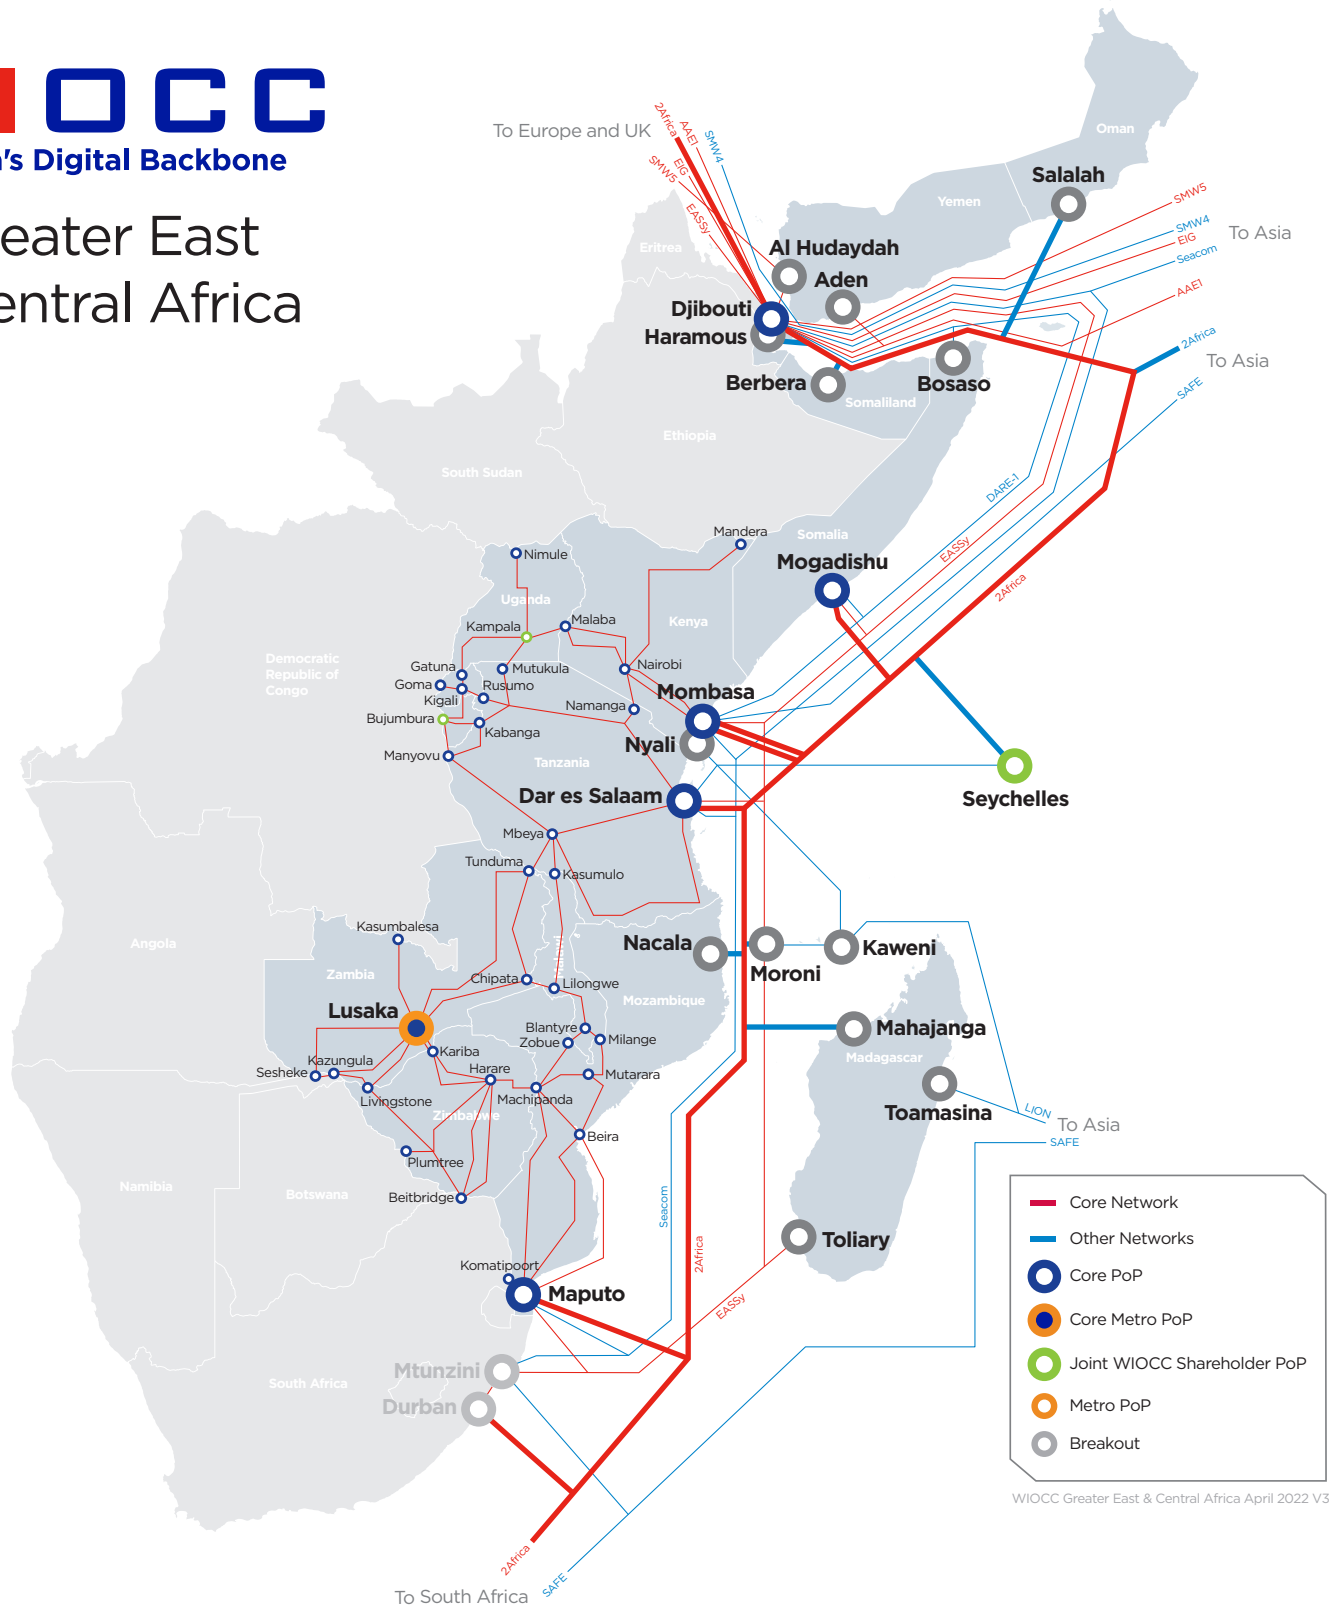 IOCC
's Digital Backbone
eater East
entral Africa
To Europe and UK
2Africa
AAE1
SMW4
EIG
SMW5
EASSy
Oman
Salalah
Yemen
SMW5
SMW4
To Asia
EIG
Seacom
AAE1
Al Hudaydah
Aden
Eritrea
Djibouti
Haramous
2Africa
To Asia
SAFE
Berbera
Bosaso
Somaliland
Ethiopia
South Sudan
DARE-1
Mandera
Somalia
EASSy
Nimule
Mogadishu
2Africa
Uganda
Kampala
Malaba
Kenya
Democratic
Republic of
Congo
Gatuna
Mutukula
Nairobi
Goma
Rusumo
Kigali
Mombasa
Namanga
Bujumbura
Kabanga
Nyali
Manyovu
Tanzania
Dar es Salaam
Seychelles
Mbeya
Tunduma
Kasumulo
Kasumbalesa
Angola
Nacala
Moroni
Kaweni
Malawi
Zambia
Chipata
Lilongwe
Mozambique
Lusaka
Blantyre
Zobue
Milange
Mahajanga
Madagascar
Kariba
Kazungula
Sesheke
Harare
Mutarara
Livingstone
Machipanda
Zimbabwe
Toamasina
LION
To Asia
SAFE
Beira
Plumtree
Namibia
Botswana
Beitbridge
Seacom
2Africa
Toliary
Komatipoort
Maputo
EASSy
Mtunzini
South Africa
Durban
Core Network
Other Networks
Core PoP
Core Metro PoP
Joint WIOCC Shareholder PoP
Metro PoP
Breakout
WIOCC Greater East & Central Africa April 2022 V3
2Africa
SAFE
To South Africa